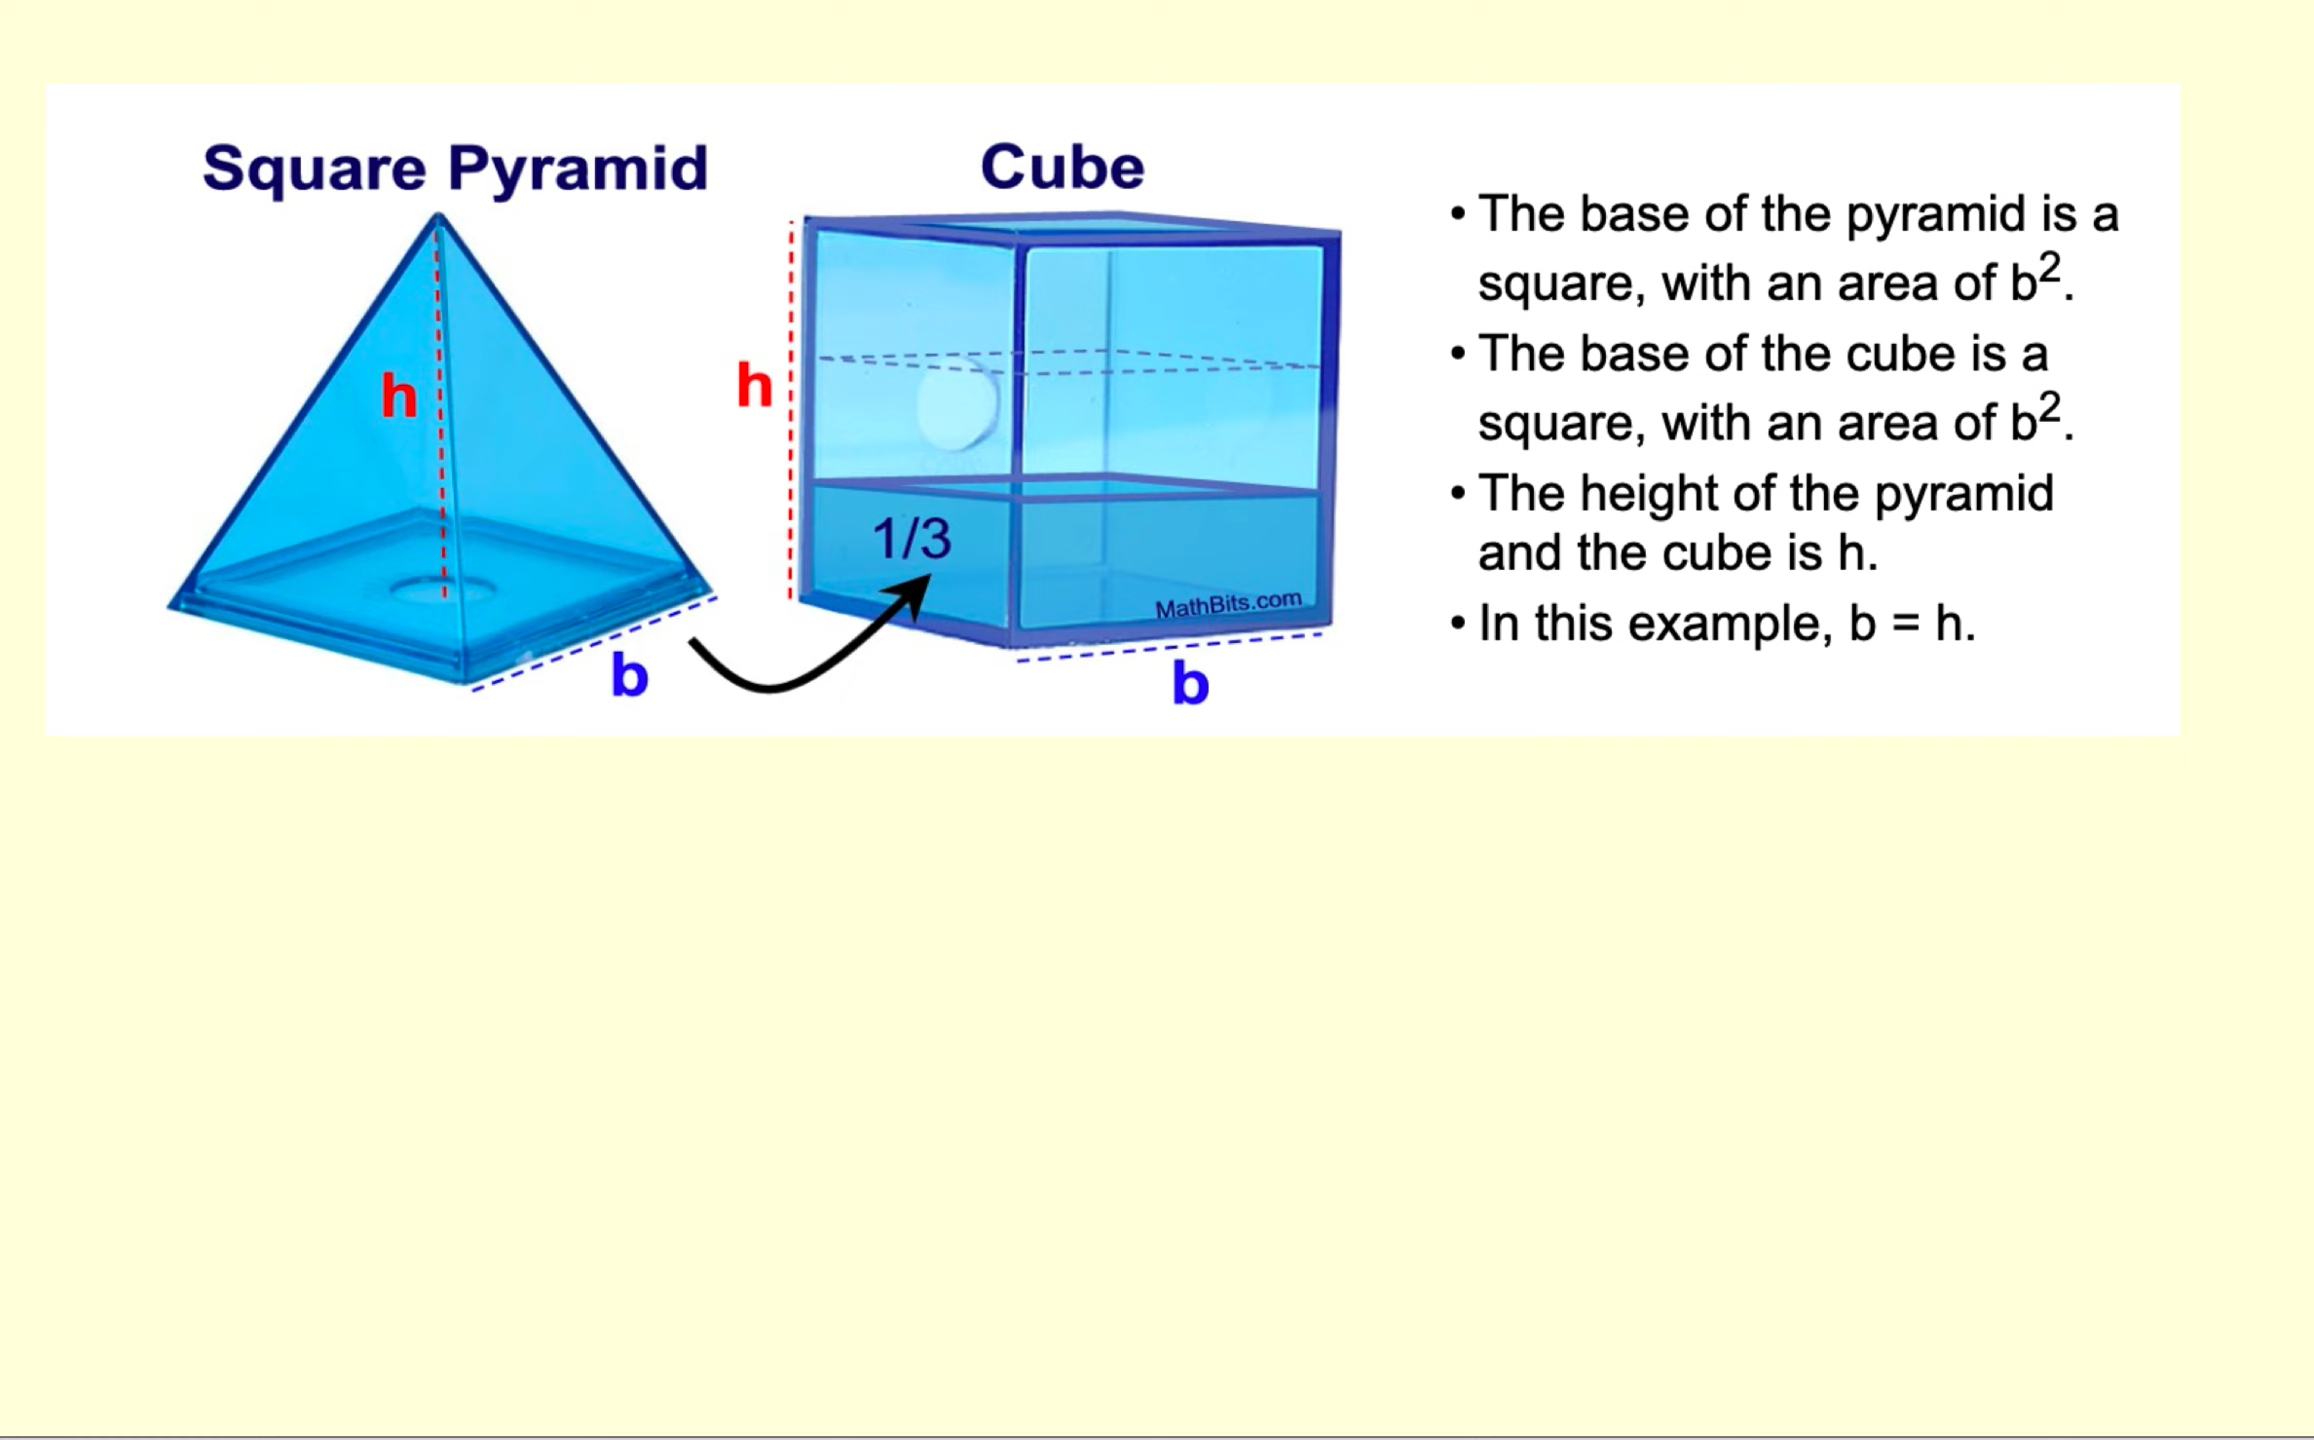 Square Pyramid
Cube
h
h
1/3
MathBits.com
b
b
• The base of the pyramid is a
square, with an area of b².
• The base of the cube is a
square, with an area of b².
• The height of the pyramid
and the cube is h.
• In this example, b = h.